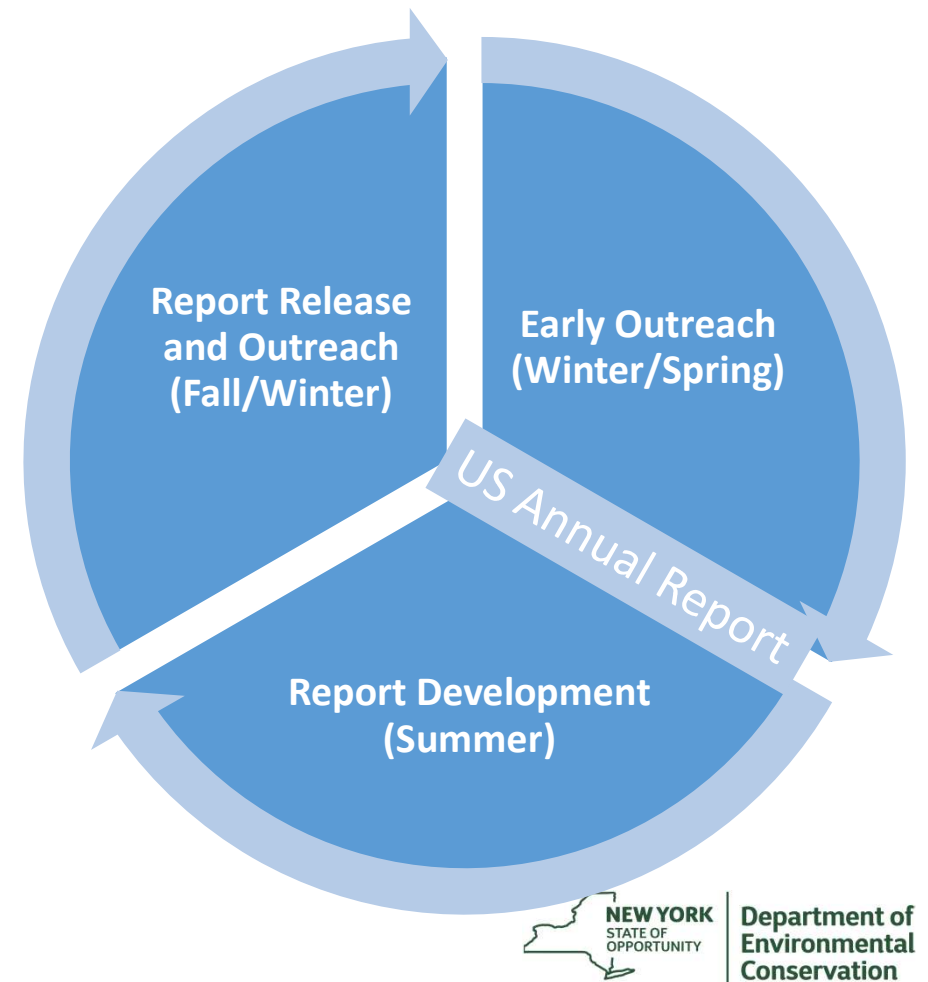 Report Release
and Outreach
(Fall/Winter)
Early Outreach
(Winter/Spring)
US Annual Report
Report Development
(Summer)
NEW YORK
STATE OF
OPPORTUNITY
Department of
Environmental
Conservation